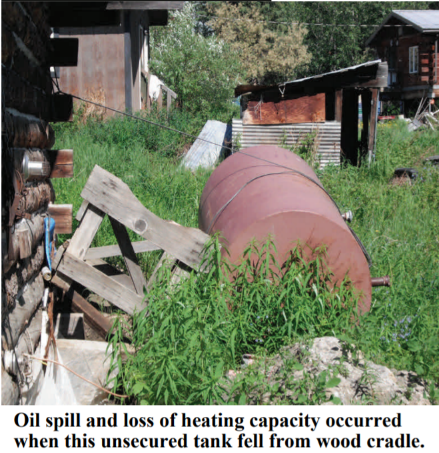 Oil spill and loss of heating capacity occurred
when this unsecured tank fell from wood cradle.